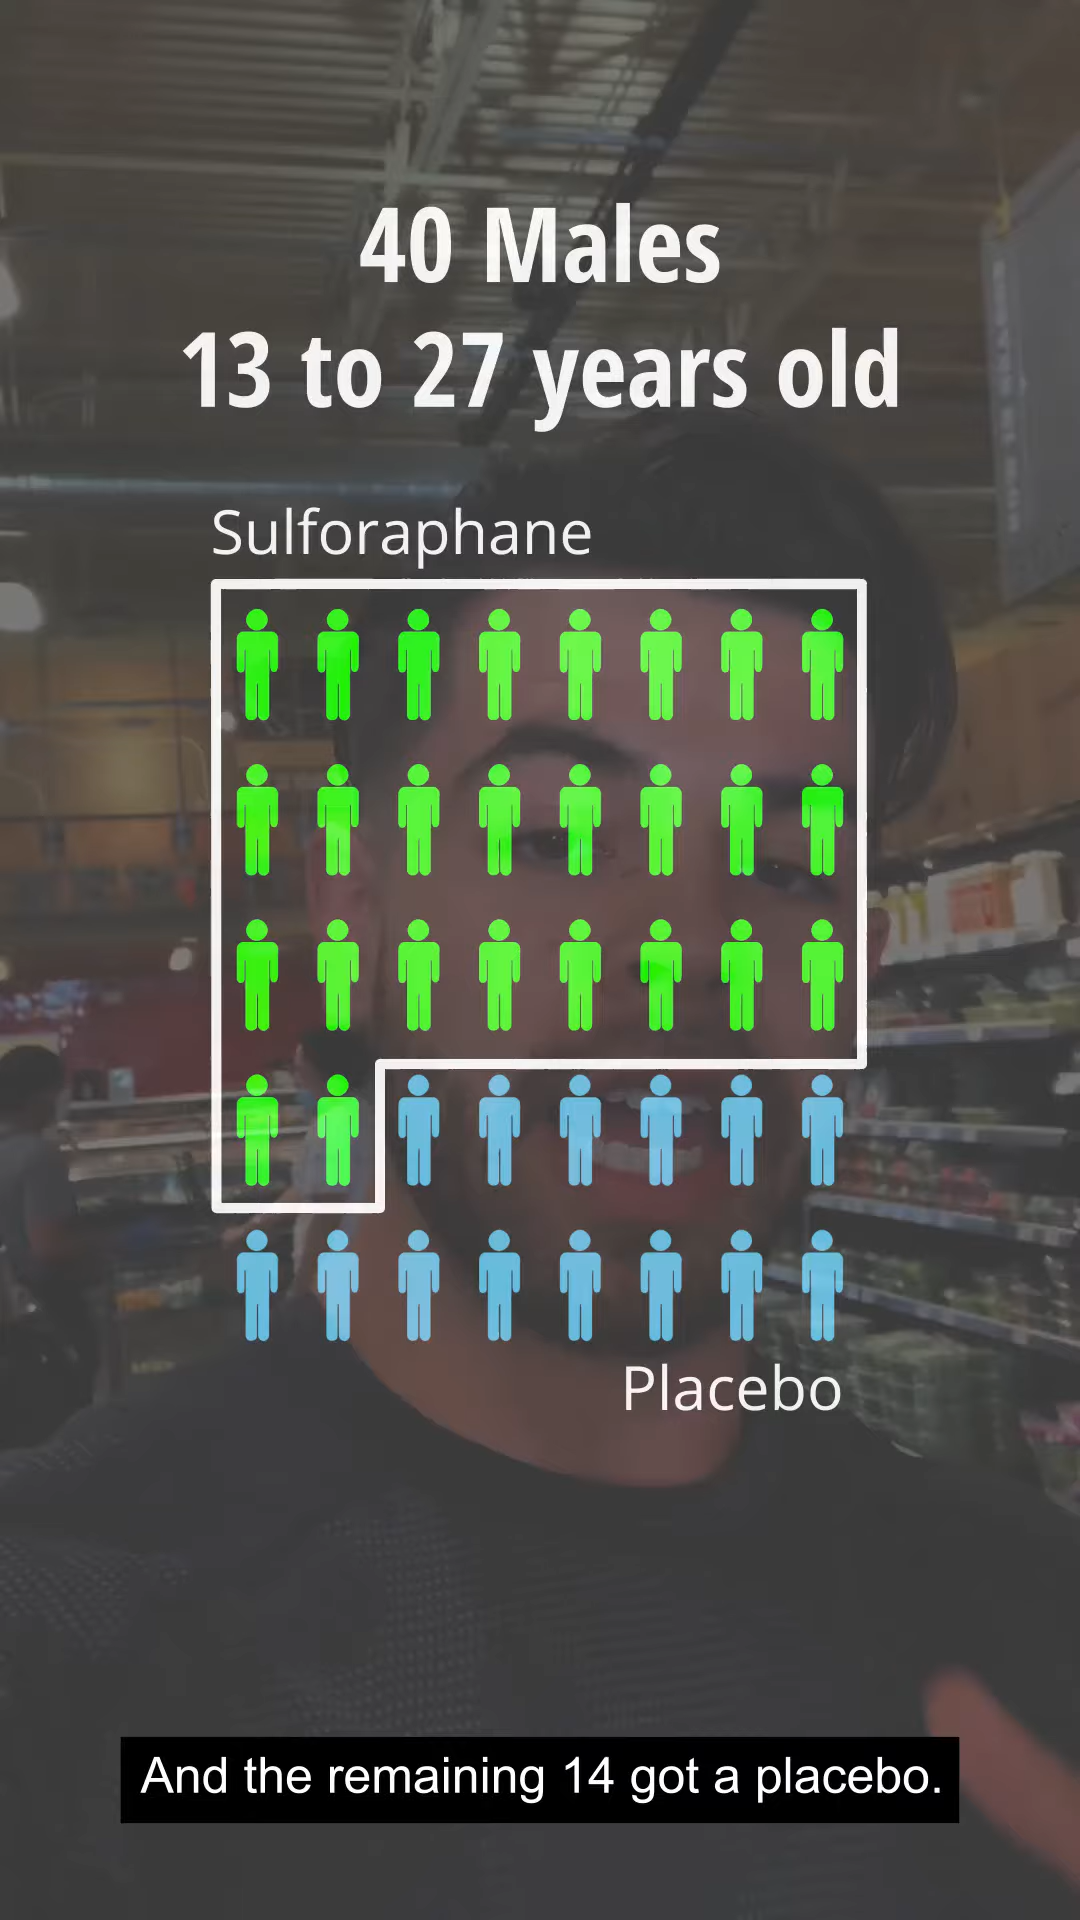 40 Males
13 to 27 years old
Sulforaphane
Placebo
And the remaining 14 got a placebo.